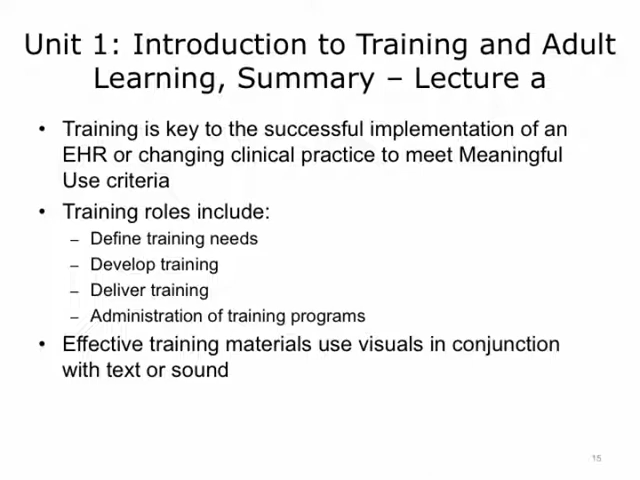 Unit 1: Introduction to Training and Adult
Learning, Summary – Lecture a
• Training is key to the successful implementation of an
EHR or changing clinical practice to meet Meaningful
Use criteria
• Training roles include:
– Define training needs
– Develop training
– Deliver training
– Administration of training programs
• Effective training materials use visuals in conjunction
with text or sound
15